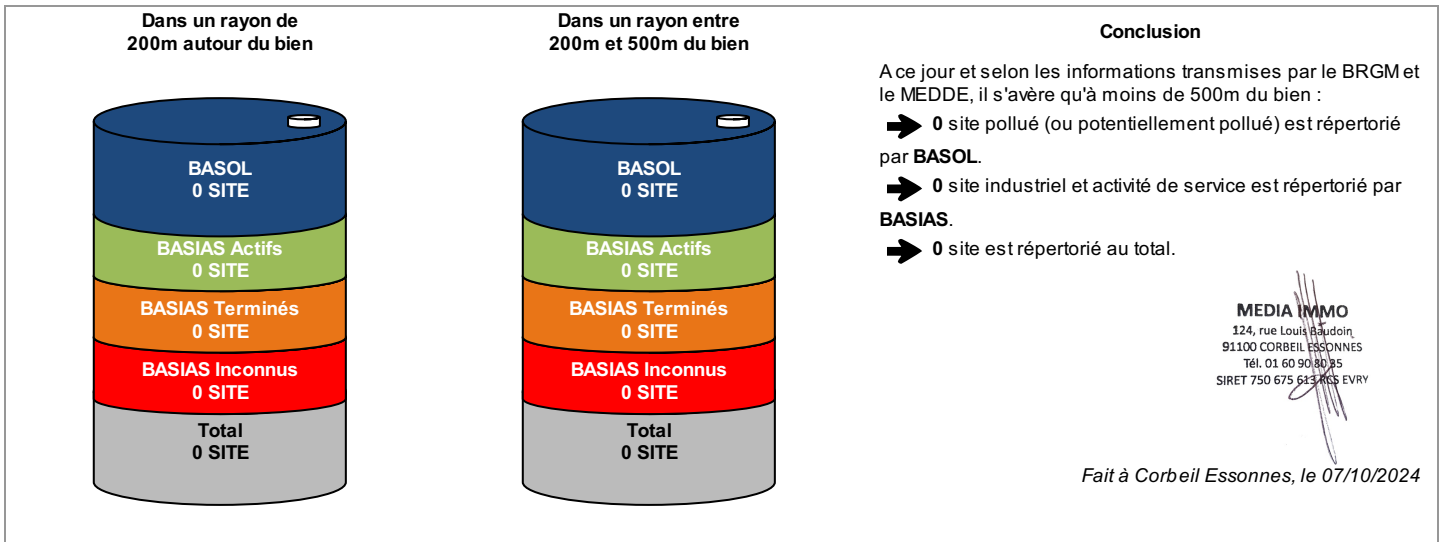 Dans un rayon de
200m autour du bien
BASOL
0 SITE
BASIAS Actifs
0 SITE
BASIAS Terminés
0 SITE
BASIAS Inconnus
0 SITE
Total
0 SITE
Dans un rayon entre
200m et 500m du bien
BASOL
0 SITE
BASIAS Actifs
0 SITE
BASIAS Terminés
0 SITE
BASIAS Inconnus
0 SITE
Total
0 SITE
Conclusion
A ce jour et selon les informations transmises par le BRGM et
le MEDDE, il s'avère qu'à moins de 500m du bien :
0 site pollué (ou potentiellement pollué) est répertorié
par BASOL.
0 site industriel et activité de service est répertorié par
BASIAS.
0 site est répertorié au total.
MEDIA IMMO
124, rue Louis Baudoin
91100 CORBEIL ESSONNES
Tél. 01 60 90 80 85
SIRET 750 675 613 RCS EVRY
Fait à Corbeil Essonnes, le 07/10/2024